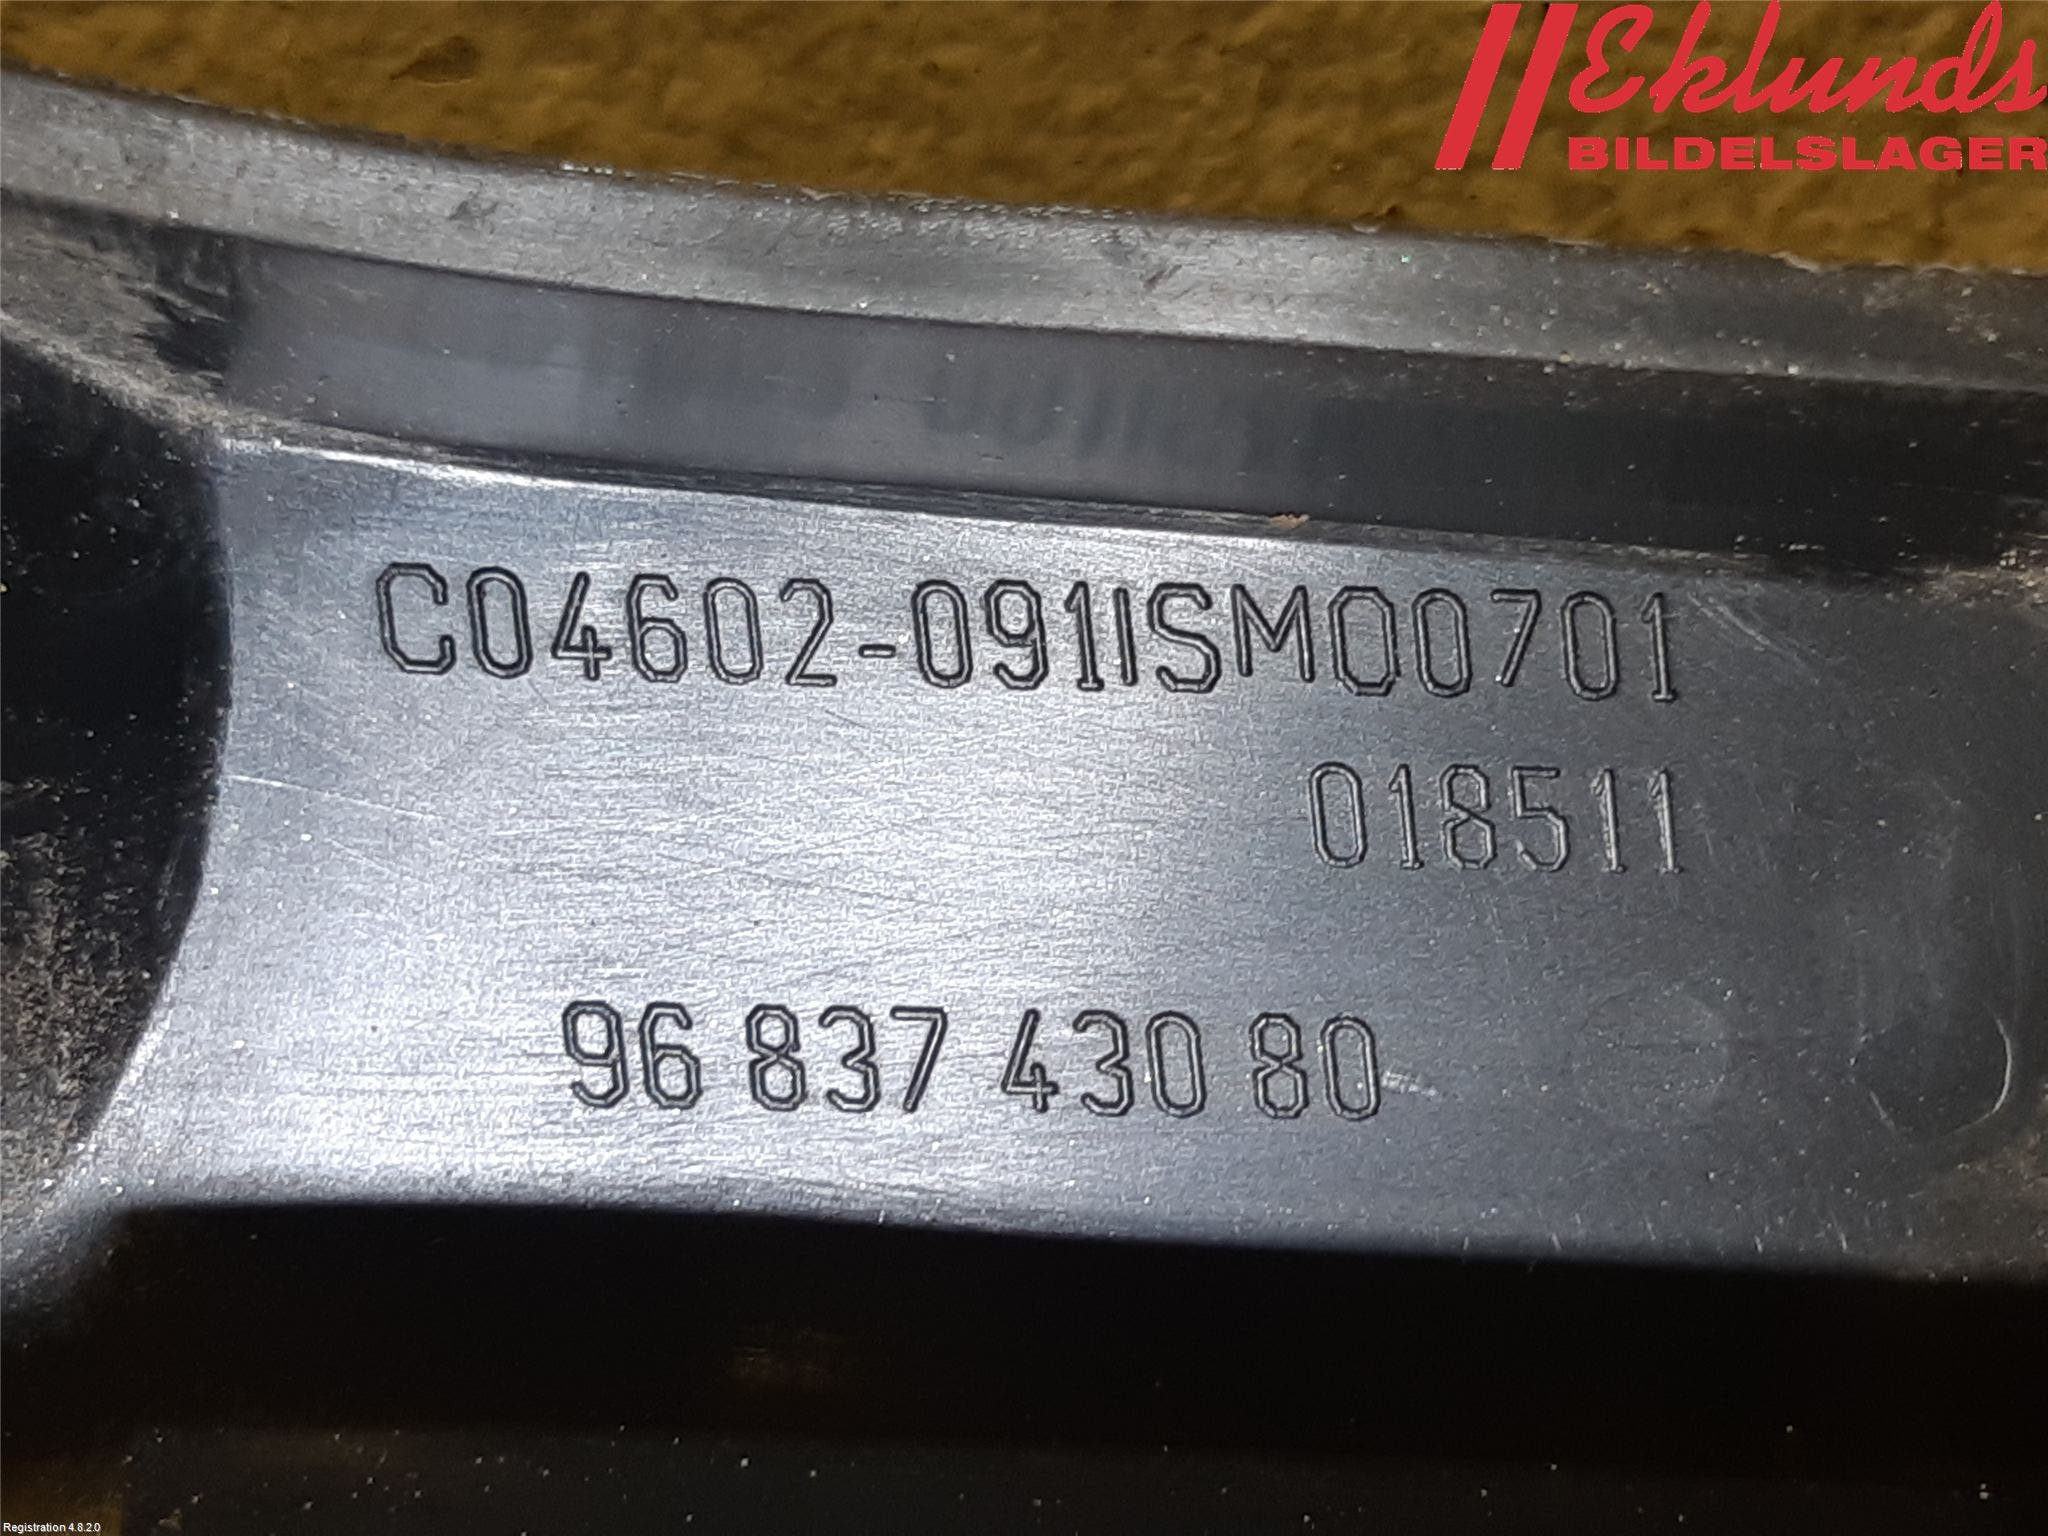 Eklunds
BILDELSLAGER
C04602-091ISM00701
018511
96 837 430 80
Registration 4.8.2.0